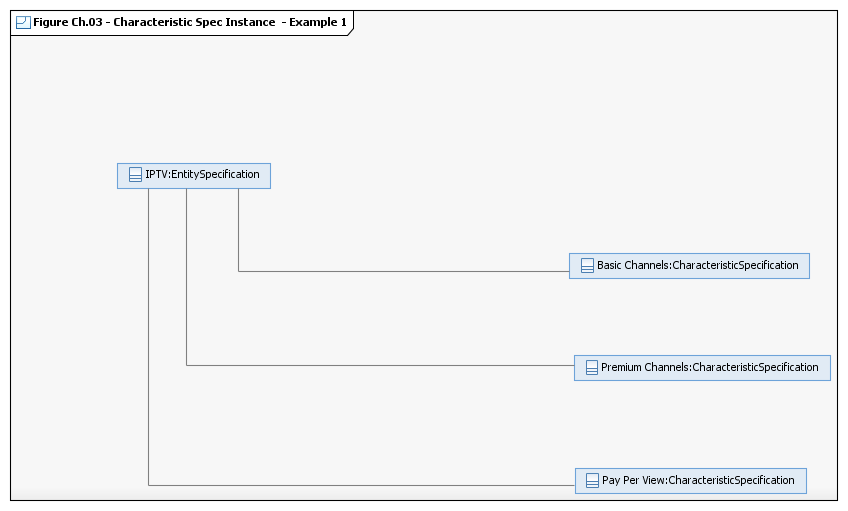 Figure Ch.03 - Characteristic Spec Instance  - Example 1
IPTV:EntitySpecification
Basic Channels:CharacteristicSpecification
Premium Channels:CharacteristicSpecification
Pay Per View:CharacteristicSpecification